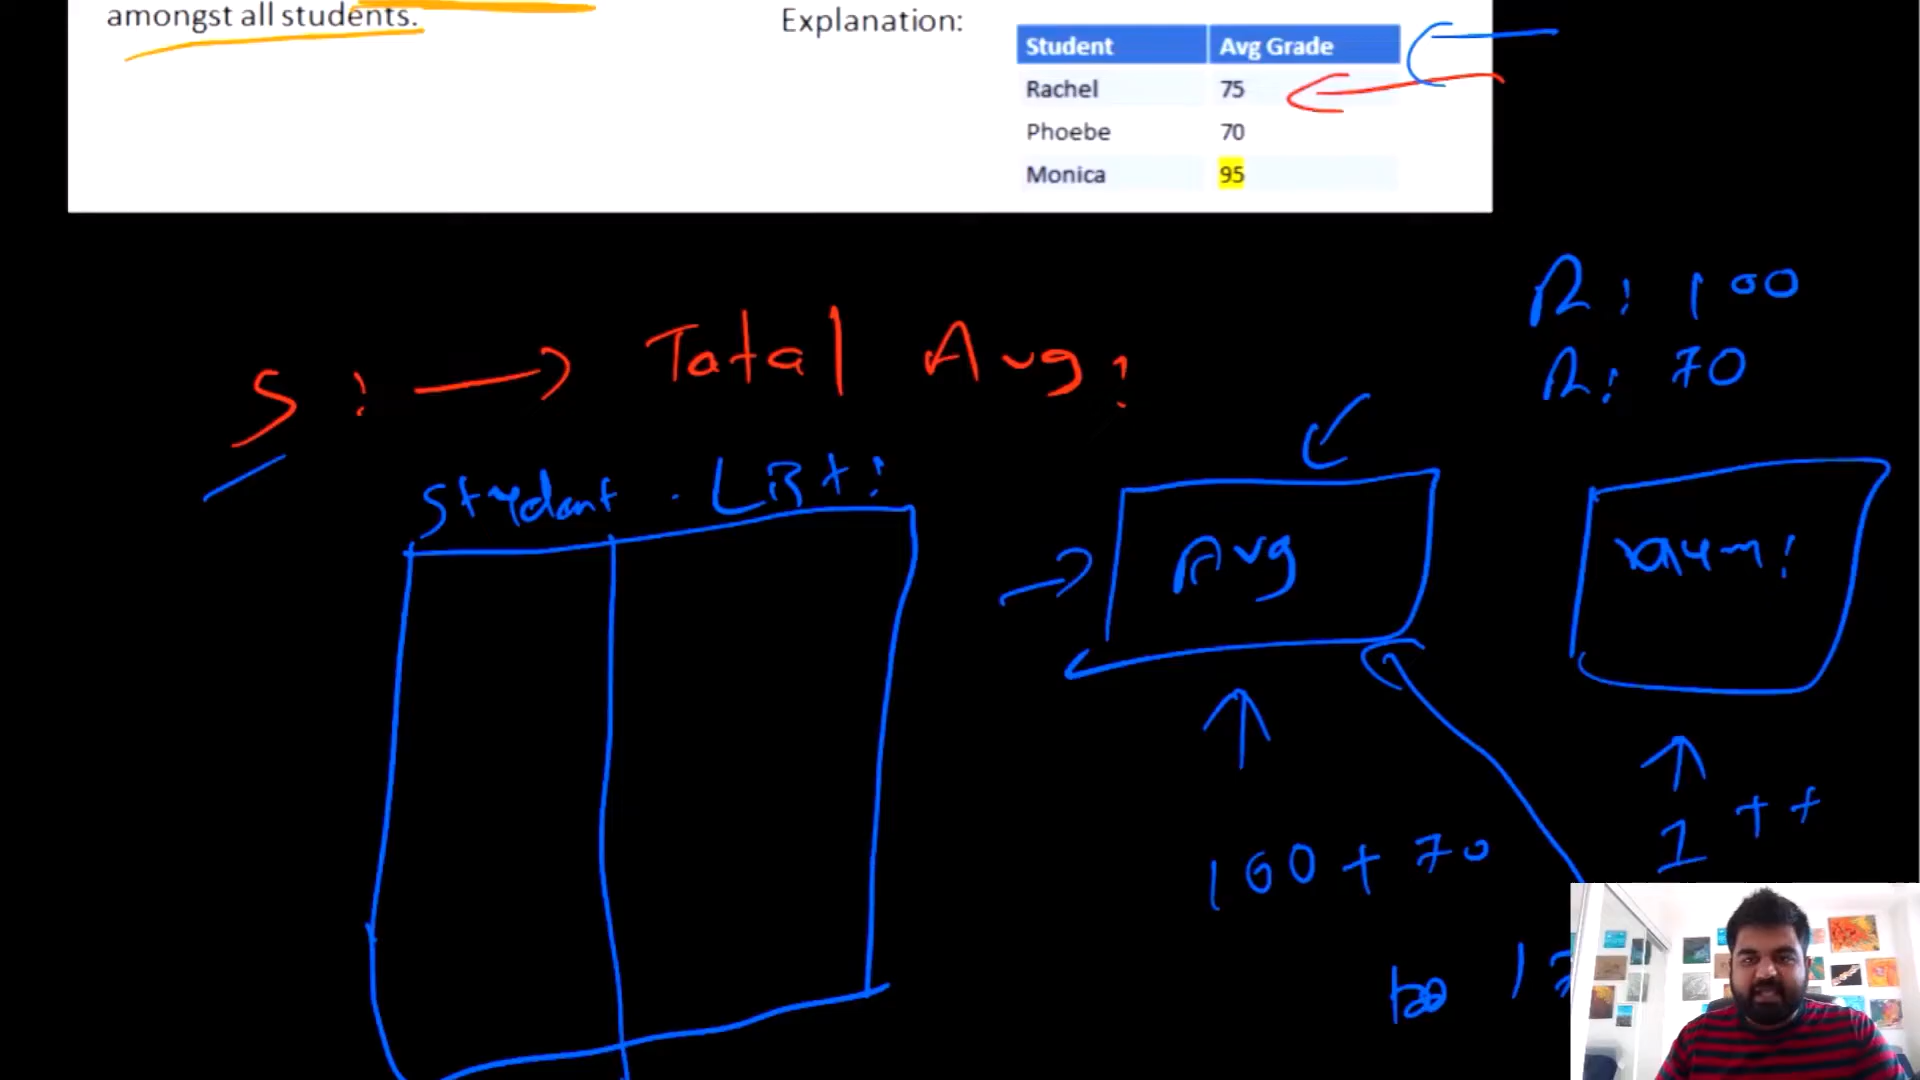 amongst all students.
Explanation:
Student Avg Grade
Rachel 75
Phoebe 70
Monica 95
R: 100
R: 70
S: → Total Avg:
Student. List:
Avg
100 + 70
1 ++